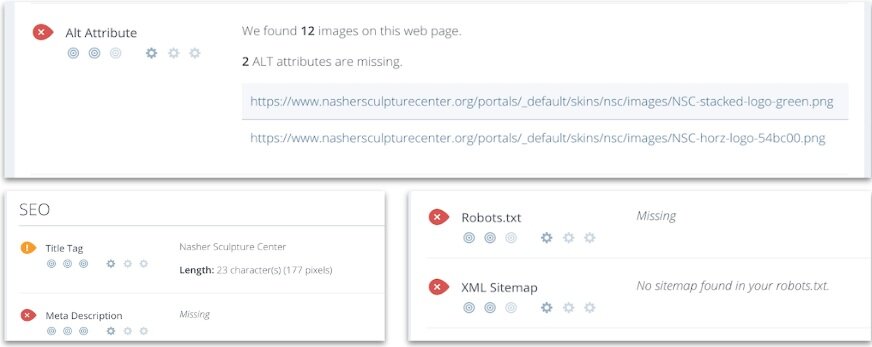 Alt Attribute
We found 12 images on this web page.
2 ALT attributes are missing.
https://www.nashersculpturecenter.org/portals/_default/skins/nsc/images/NSC-stacked-logo-green.png
https://www.nashersculpturecenter.org/portals/_default/skins/nsc/images/NSC-horz-logo-54bc00.png
SEO
Title Tag
Nasher Sculpture Center
Length: 23 character(s) (177 pixels)
Meta Description
Missing
Robots.txt
Missing
XML Sitemap
No sitemap found in your robots.txt.